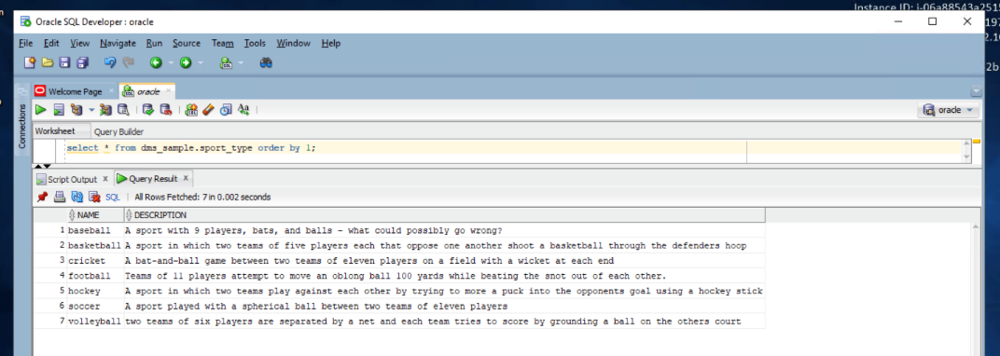 Instance ID: i-06a88543a2515
Oracle SQL Developer : oracle
File Edit View Navigate Run Source Team Tools Window Help
Welcome Page oracle
oracle
Worksheet Query Builder
select * from dms_sample.sport_type order by 1;
Connections
Script Output x Query Result x
SQL | All Rows Fetched: 7 in 0.002 seconds
NAME DESCRIPTION
1 baseball A sport with 9 players, bats, and balls - what could possibly go wrong?
2 basketball A sport in which two teams of five players each that oppose one another shoot a basketball through the defenders hoop
3 cricket A bat-and-ball game between two teams of eleven players on a field with a wicket at each end
4 football Teams of 11 players attempt to move an oblong ball 100 yards while beating the snot out of each other.
5 hockey A sport in which two teams play against each other by trying to more a puck into the opponents goal using a hockey stick
6 soccer A sport played with a spherical ball between two teams of eleven players
7 volleyball two teams of six players are separated by a net and each team tries to score by grounding a ball on the others court